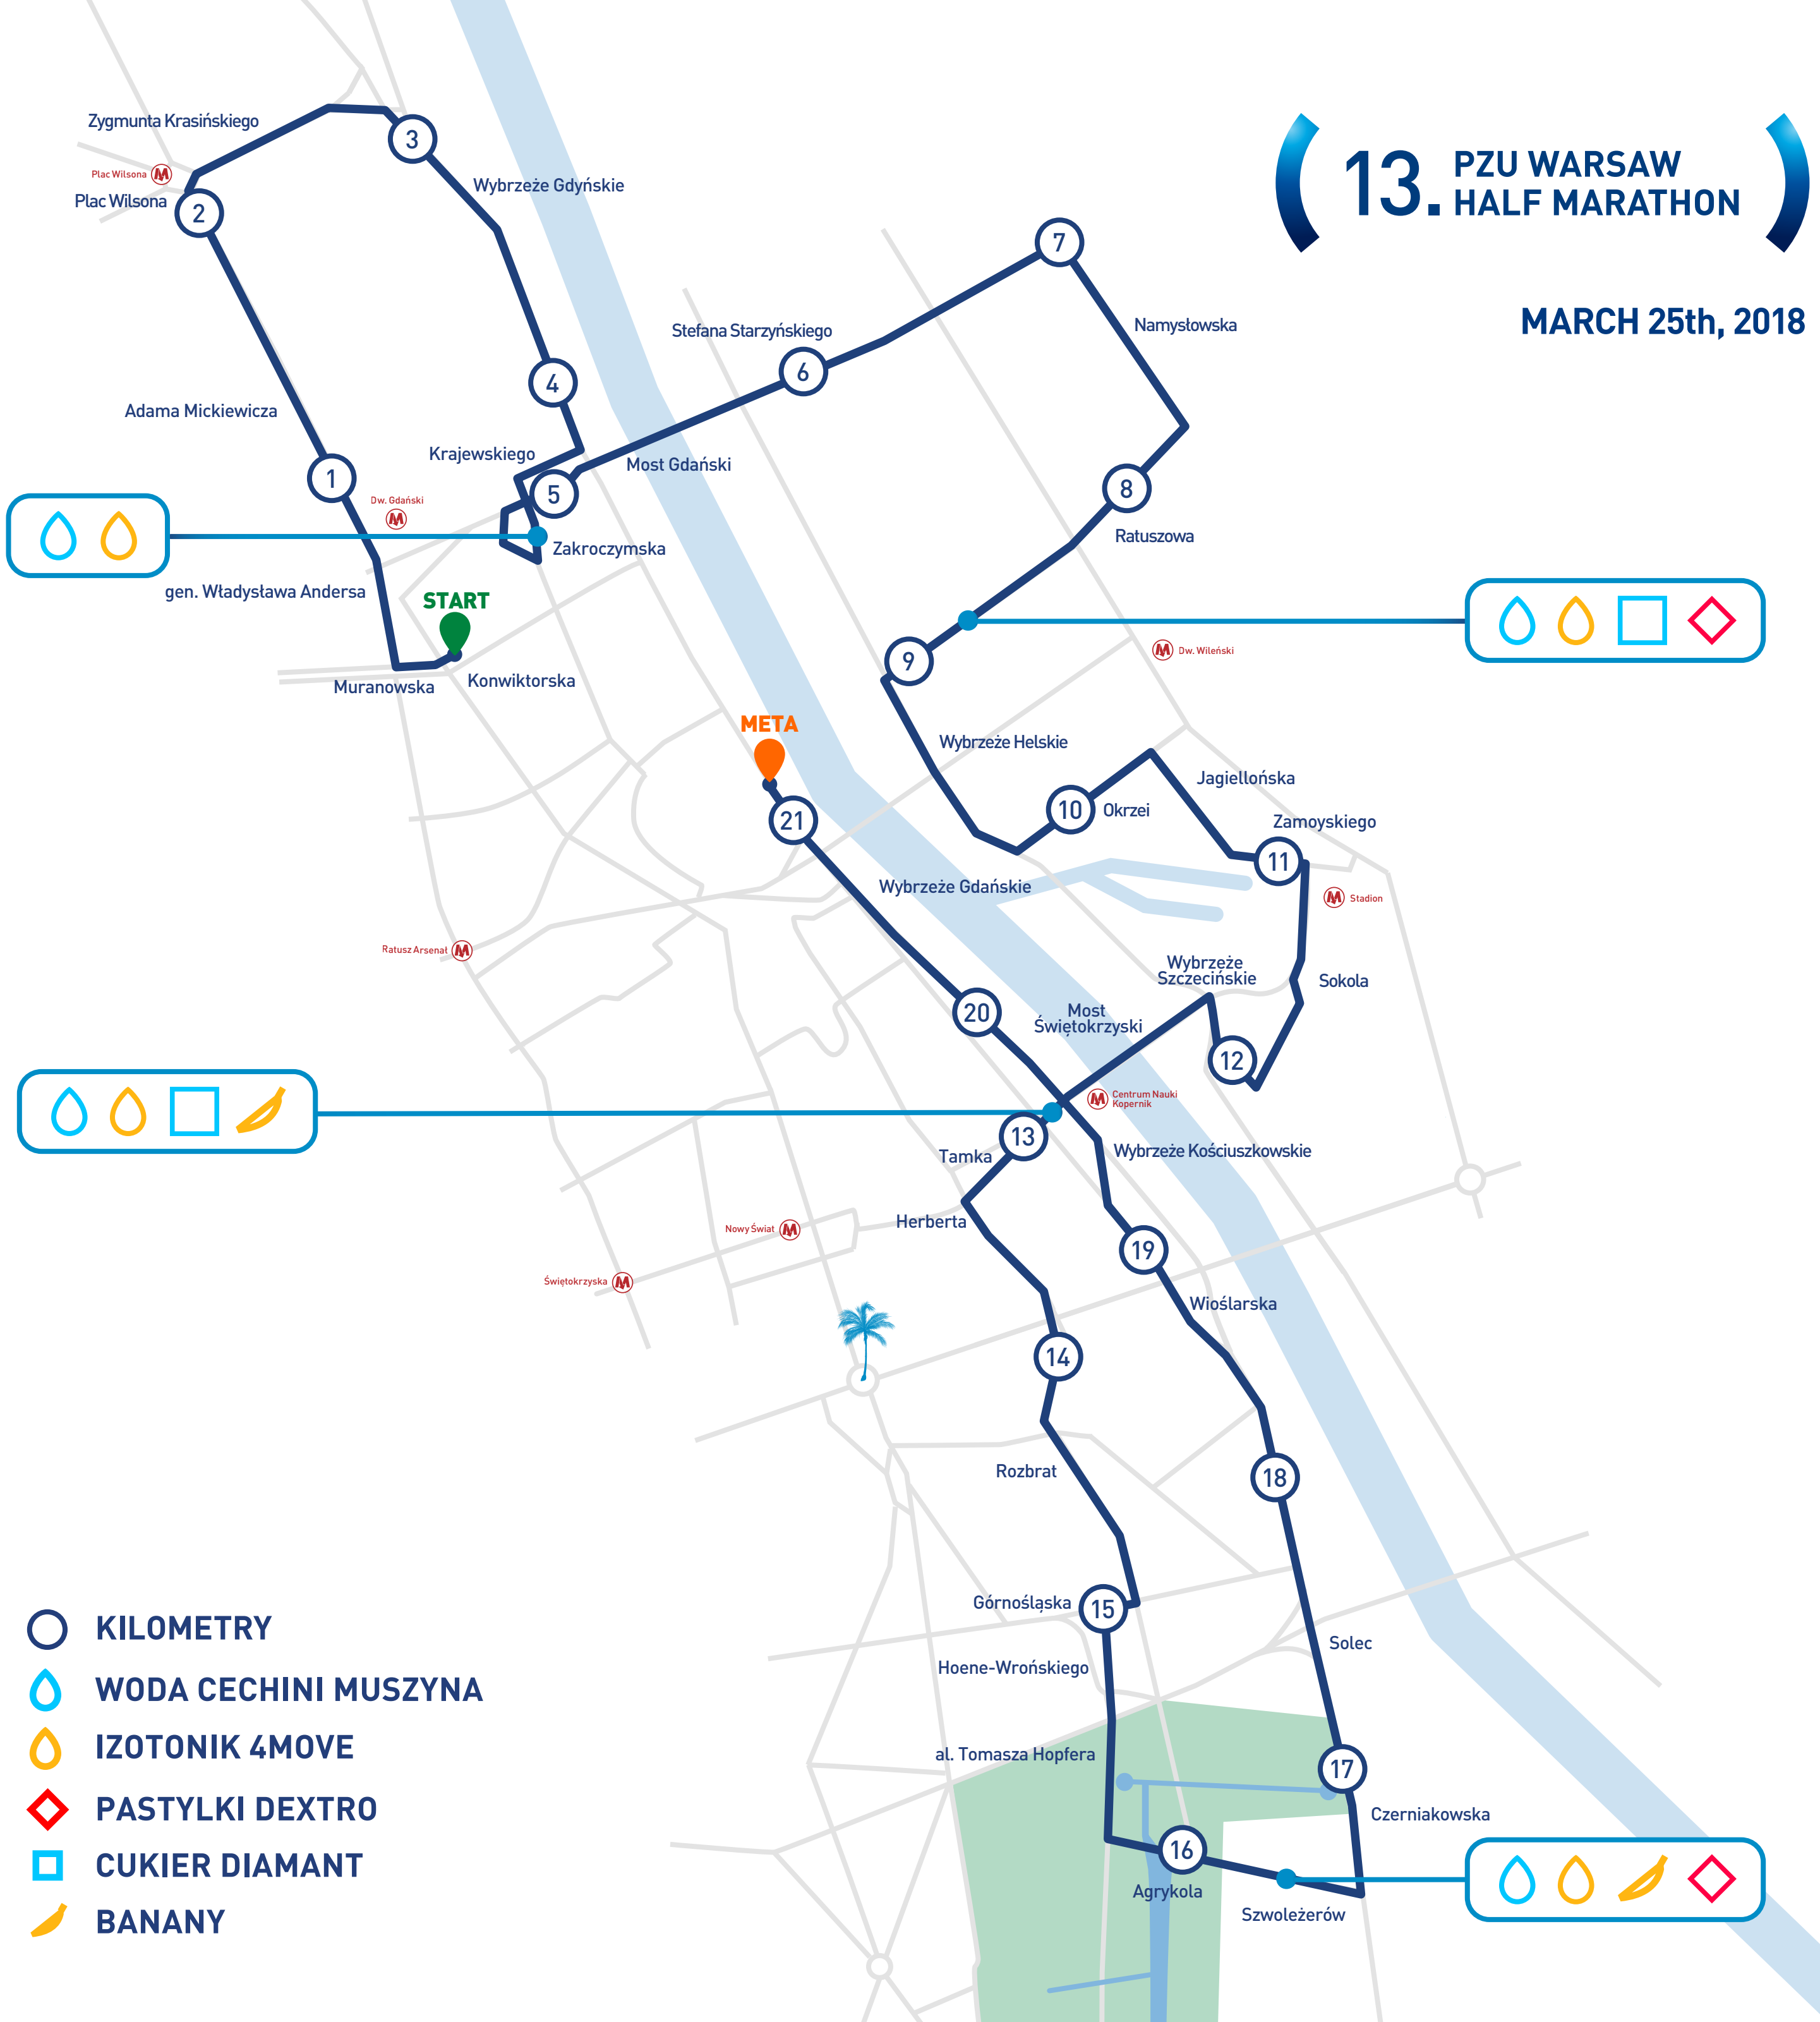 13.
PZU WARSAW
HALF MARATHON
MARCH 25th, 2018
Zygmunta Krasińskiego
3
Plac Wilsona
Wybrzeże Gdyńskie
Plac Wilsona
2
7
Namysłowska
Stefana Starzyńskiego
6
4
Adama Mickiewicza
Krajewskiego
Most Gdański
1
5
8
Dw. Gdański
Ratuszowa
Zakroczymska
gen. Władysława Andersa
START
Dw. Wileński
9
Konwiktorska
Muranowska
META
Wybrzeże Helskie
Jagiellońska
10
Okrzei
21
Zamoyskiego
11
Wybrzeże Gdańskie
Stadion
Ratusz Arsenał
Wybrzeże
Szczecińskie
Sokola
20
Most
Świętokrzyski
12
Centrum Nauki
Kopernik
13
Tamka
Wybrzeże Kościuszkowskie
Herberta
Nowy Świat
19
Świętokrzyska
Wioślarska
14
Rozbrat
18
Górnośląska
15
Solec
Hoene-Wrońskiego
al. Tomasza Hopfera
17
Czerniakowska
16
Agrykola
Szwoleżerów
KILOMETRY
WODA CECHINI MUSZYNA
IZOTONIK 4MOVE
PASTYLKI DEXTRO
CUKIER DIAMANT
BANANY